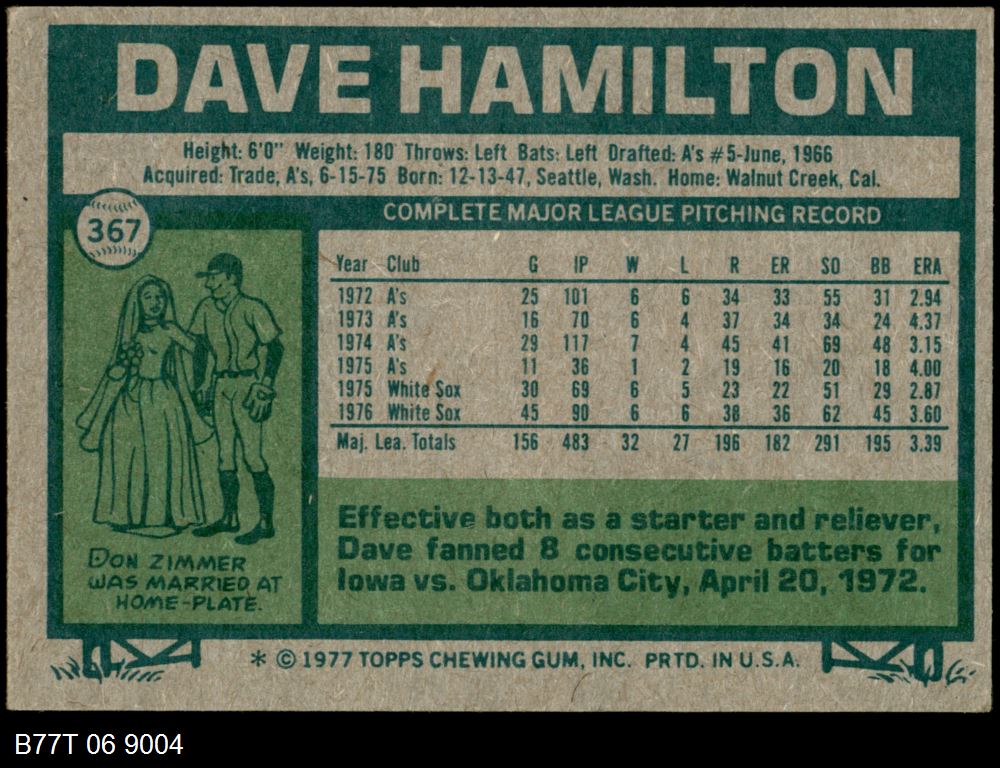 DAVE HAMILTON
Height: 6'0" Weight: 180 Throws: Left Bats: Left Drafted: A's #5-June, 1966
Acquired: Trade, A's, 6-15-75 Born: 12-13-47, Seattle, Wash. Home: Walnut Creek, Cal.
367
COMPLETE MAJOR LEAGUE PITCHING RECORD
Year Club G IP W L R ER SO BB ERA
1972 A's 25 101 6 6 34 33 55 31 2.94
1973 A's 16 70 6 4 37 34 34 24 4.37
1974 A's 29 117 7 4 45 41 69 48 3.15
1975 A's 11 36 1 2 19 16 20 18 4.00
1975 White Sox 30 69 6 5 23 22 51 29 2.87
1976 White Sox 45 90 6 6 38 36 62 45 3.60
Maj. Lea. Totals 156 483 32 27 196 182 291 195 3.39
DON ZIMMER
WAS MARRIED AT
HOME-PLATE.
Effective both as a starter and reliever,
Dave fanned 8 consecutive batters for
Iowa vs. Oklahoma City, April 20, 1972.
* © 1977 TOPPS CHEWING GUM, INC. PRTD. IN U.S.A.
B77T 06 9004